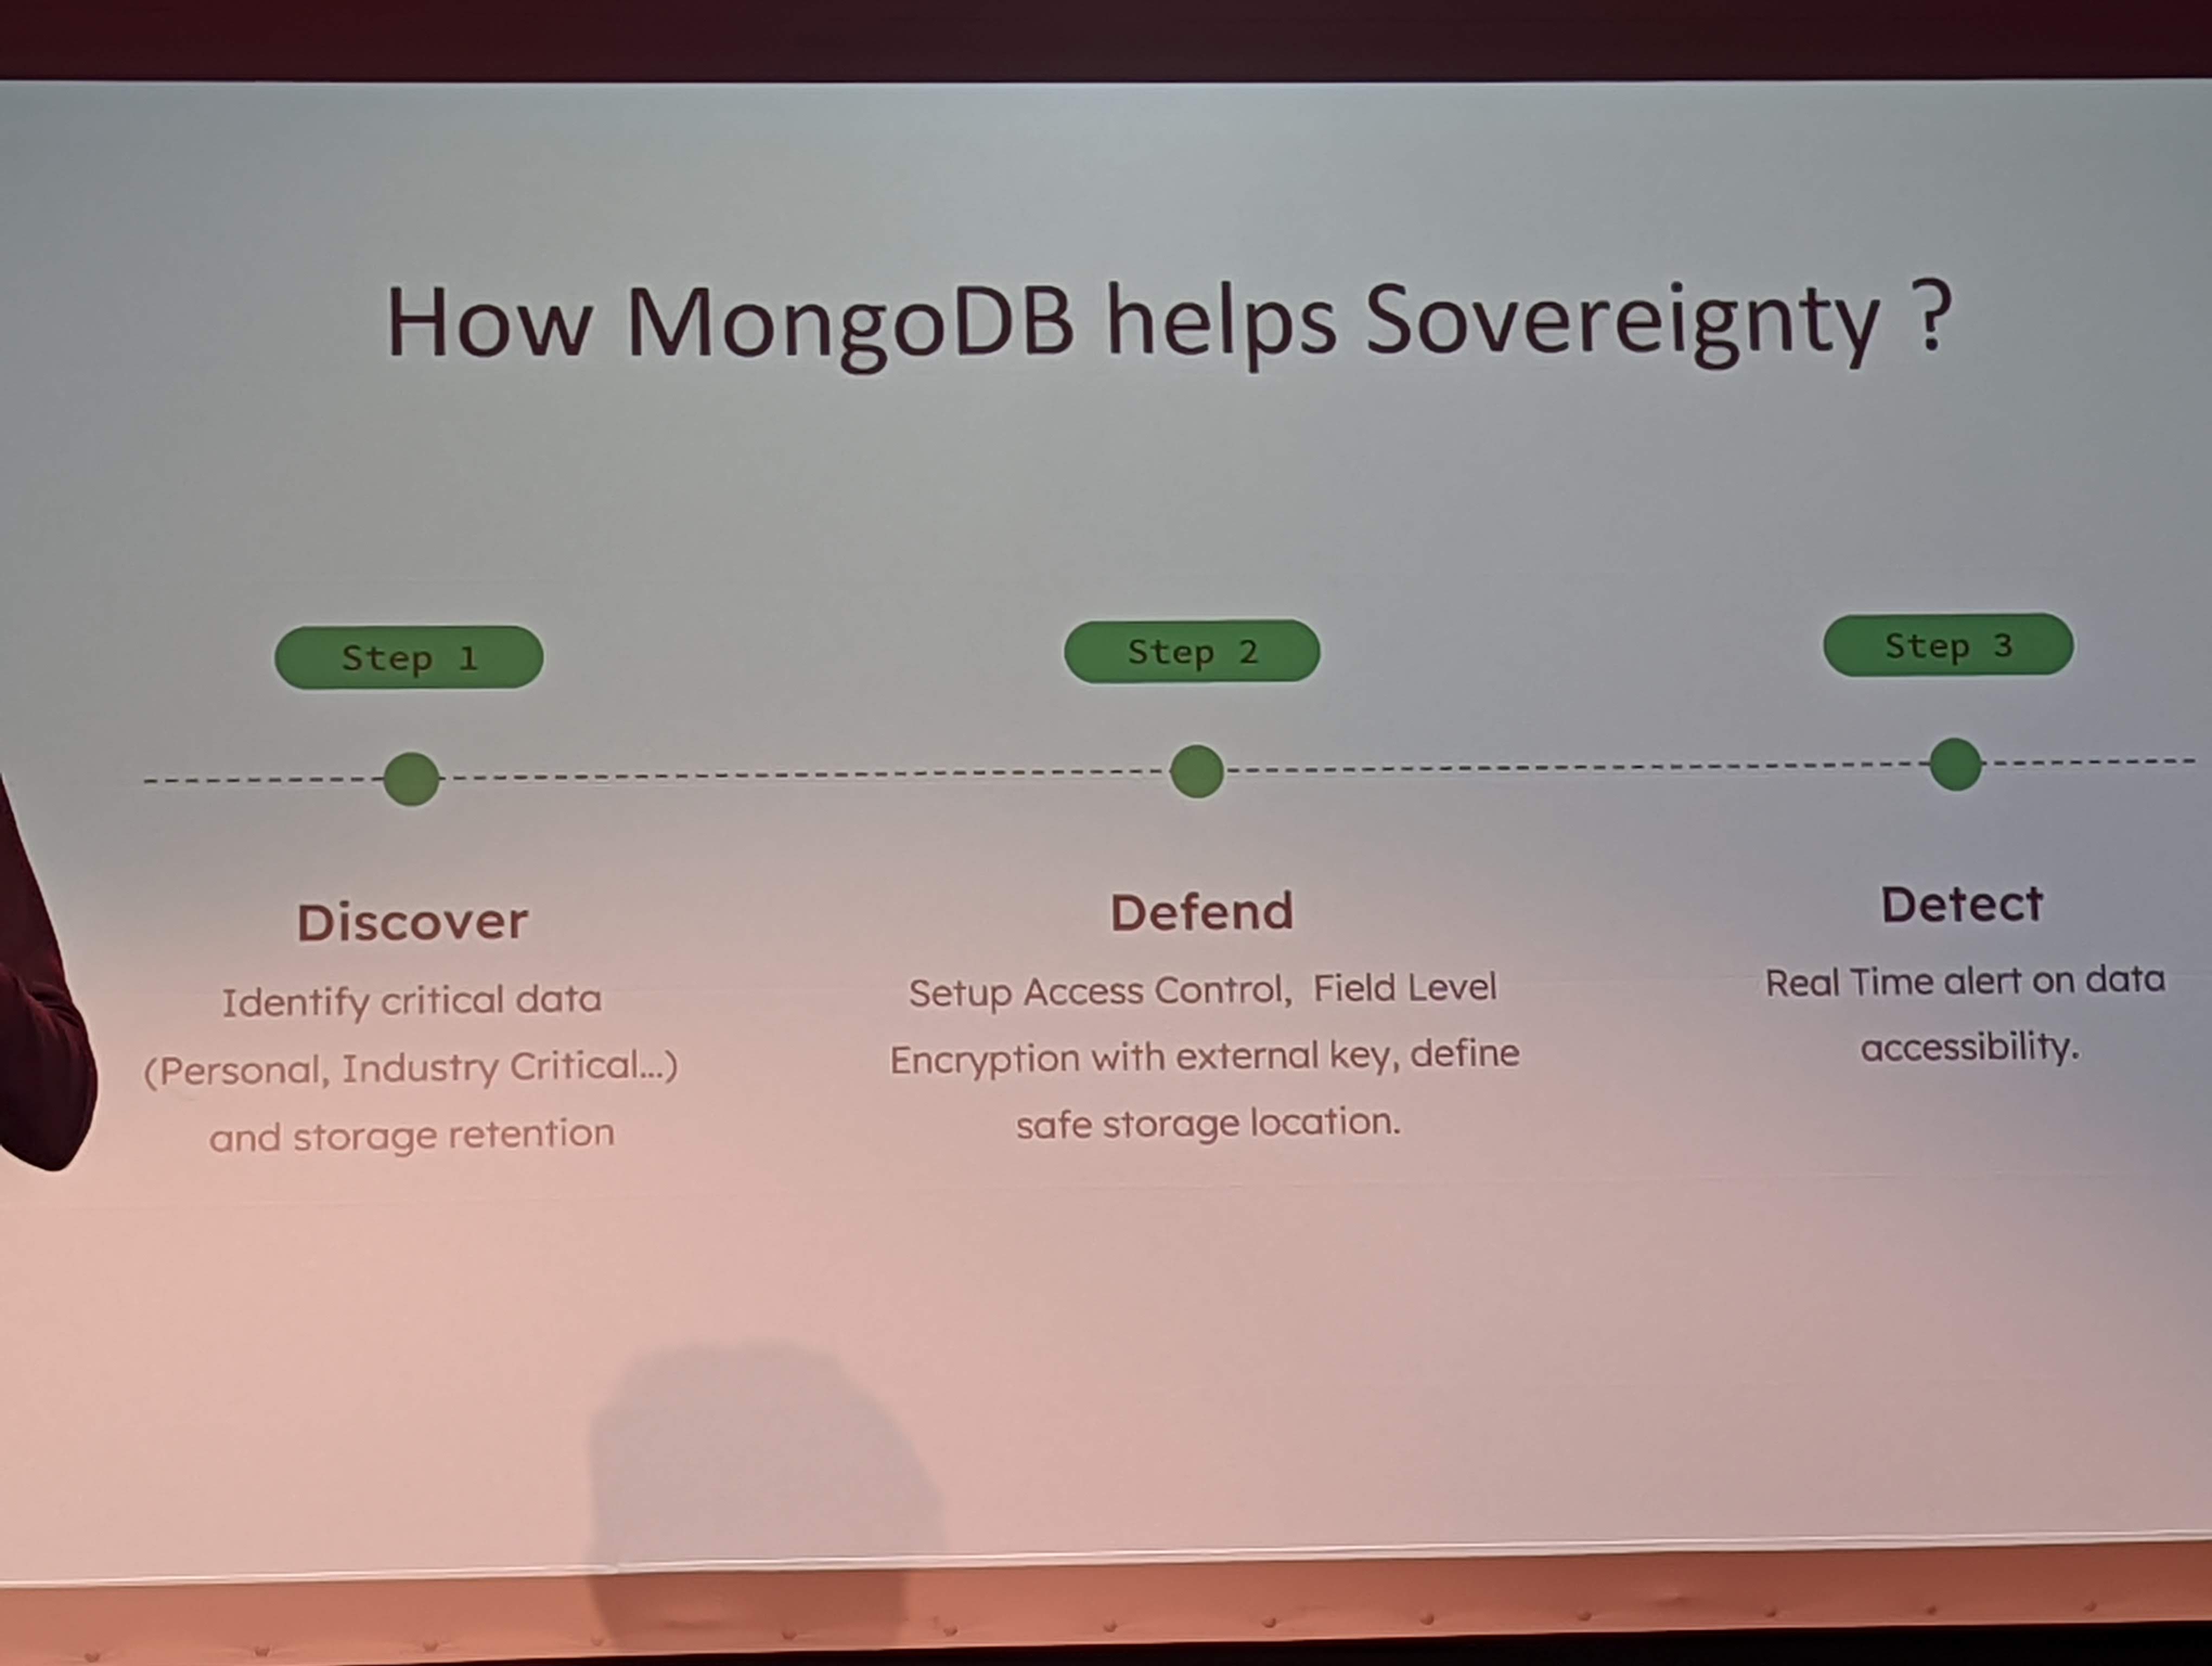 How MongoDB helps Sovereignty ?
Step 1
Step 2
Step 3
Discover
Identify critical data
(Personal, Industry Critical...)
and storage retention
Defend
Setup Access Control, Field Level
Encryption with external key, define
safe storage location.
Detect
Real Time alert on data
accessibility.